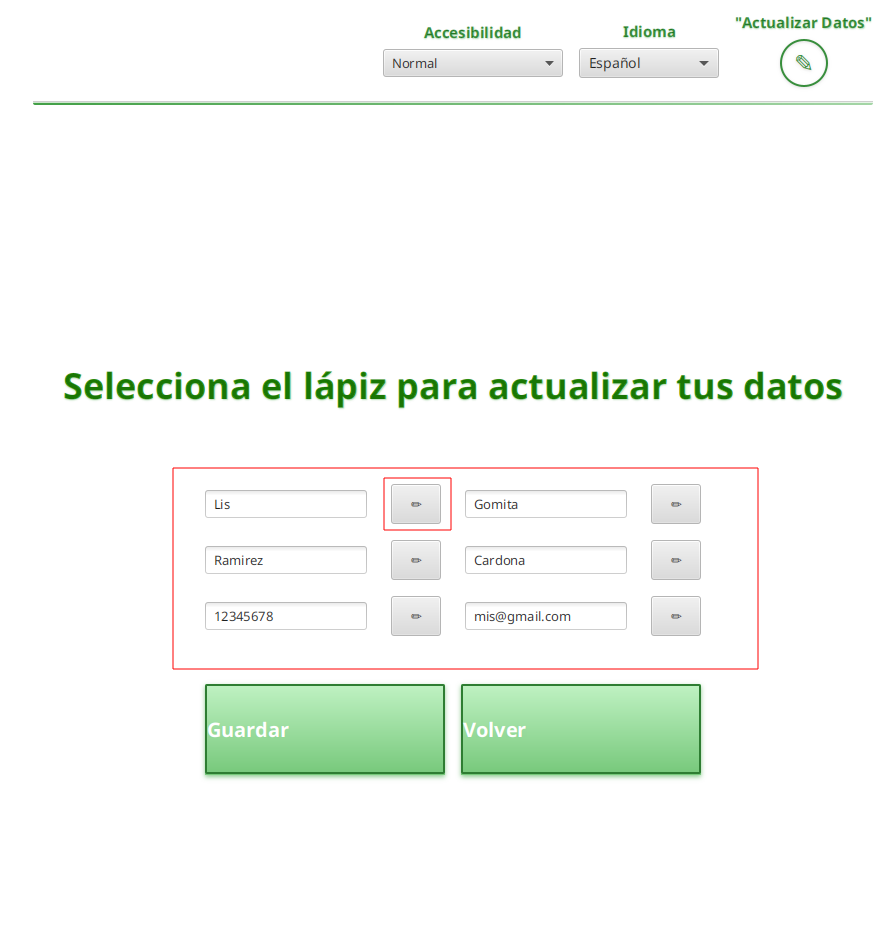 Accesibilidad
Idioma
"Actualizar Datos"
Normal
Español
Selecciona el lápiz para actualizar tus datos
Lis
Gomita
Ramirez
Cardona
12345678
mis@gmail.com
Guardar
Volver